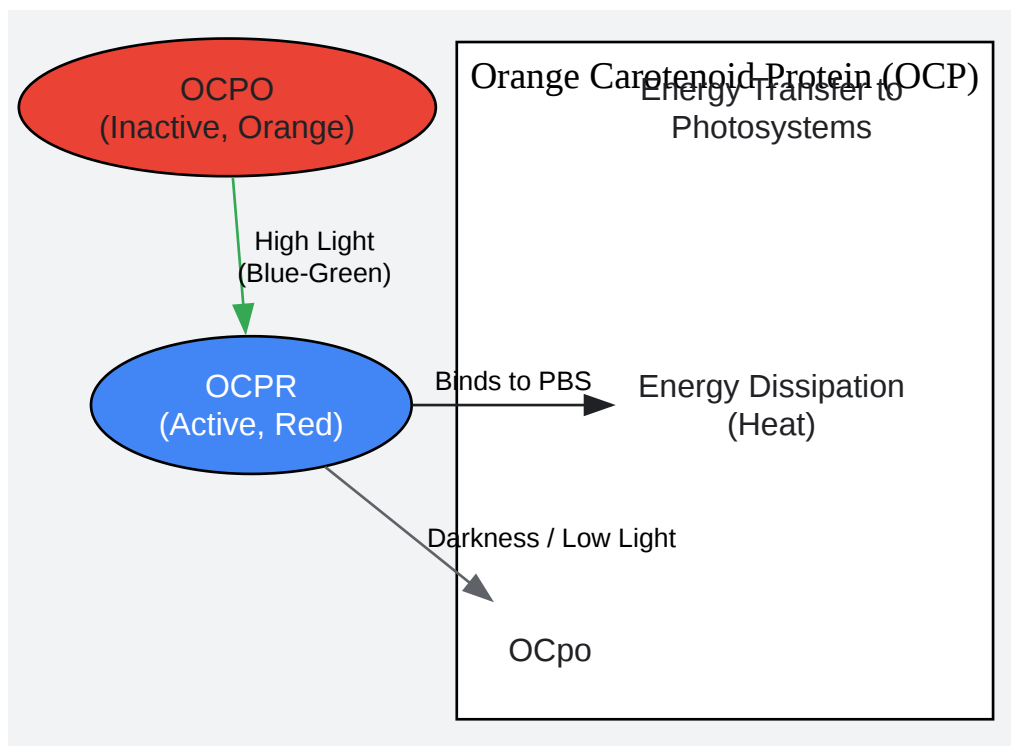 OCPO
(Inactive, Orange)
Orange Carotenoid Protein (OCP)
Energy Transfer to
Photosystems
High Light
(Blue-Green)
OCPR
(Active, Red)
Binds to PBS
Energy Dissipation
(Heat)
Darkness / Low Light
OCpo